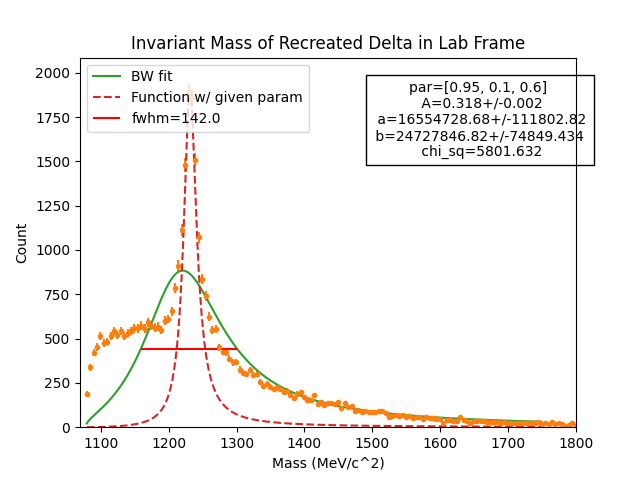 Invariant Mass of Recreated Delta in Lab Frame
BW fit
Function w/ given param
fwhm=142.0
par=[0.95, 0.1, 0.6]
A=0.318+/-0.002
a=16554728.68+/-111802.82
b=24727846.82+/-74849.434
chi_sq=5801.632
Count
2000
1750
1500
1250
1000
750
500
250
0
1100 1200 1300 1400 1500 1600 1700 1800
Mass (MeV/c^2)